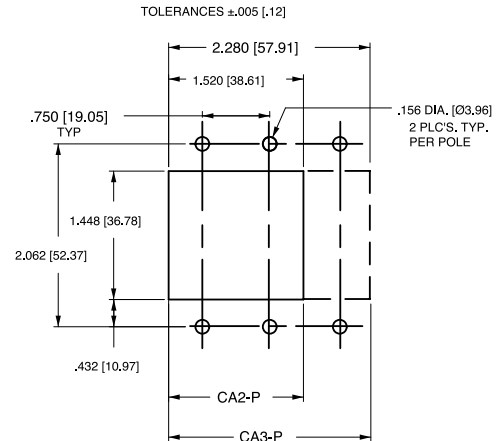 TOLERANCES ±.005 [.12]
2.280 [57.91]
1.520 [38.61]
.750 [19.05]
TYP
.156 DIA. [Ø3.96]
2 PLC'S. TYP.
PER POLE
1.448 [36.78]
2.062 [52.37]
.432 [10.97]
CA2-P
CA3-P